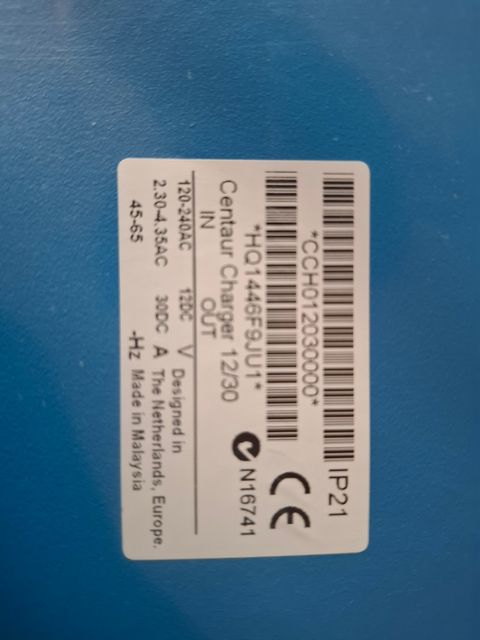 *CCH012030000* IP21
*HQ1446F9JU1* CE
Centaur Charger 12/30 N16741
IN OUT
120-240AC 12DC V Designed in
2.30-4.35AC 30DC A The Netherlands, Europe.
45-65 -Hz Made in Malaysia